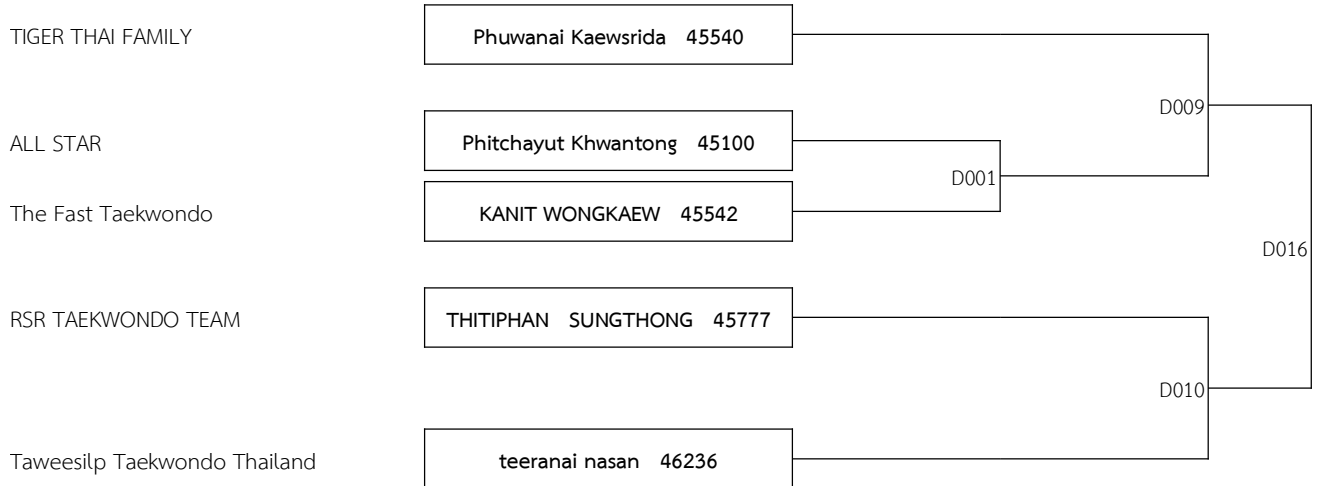 TIGER THAI FAMILY Phuwanai Kaewsrida 45540
D009
ALL STAR Phitchayut Khwantong 45100
D001
The Fast Taekwondo KANIT WONGKAEW 45542
D016
RSR TAEKWONDO TEAM THITIPHAN SUNGTHONG 45777
D010
Taweesilp Taekwondo Thailand teeranai nasan 46236